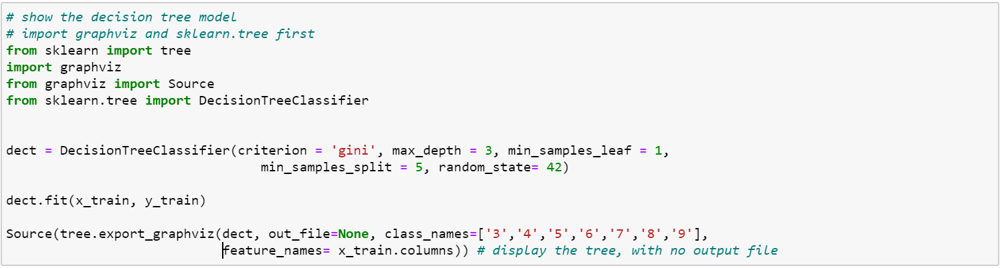 # show the decision tree model
# import graphviz and sklearn.tree first
from sklearn import tree
import graphviz
from graphviz import Source
from sklearn.tree import DecisionTreeClassifier
dect = DecisionTreeClassifier(criterion = 'gini', max_depth = 3, min_samples_leaf = 1,
min_samples_split = 5, random_state= 42)
dect.fit(x_train, y_train)
Source(tree.export_graphviz(dect, out_file=None, class_names=['3','4','5','6','7','8','9'],
feature_names= x_train.columns)) # display the tree, with no output file